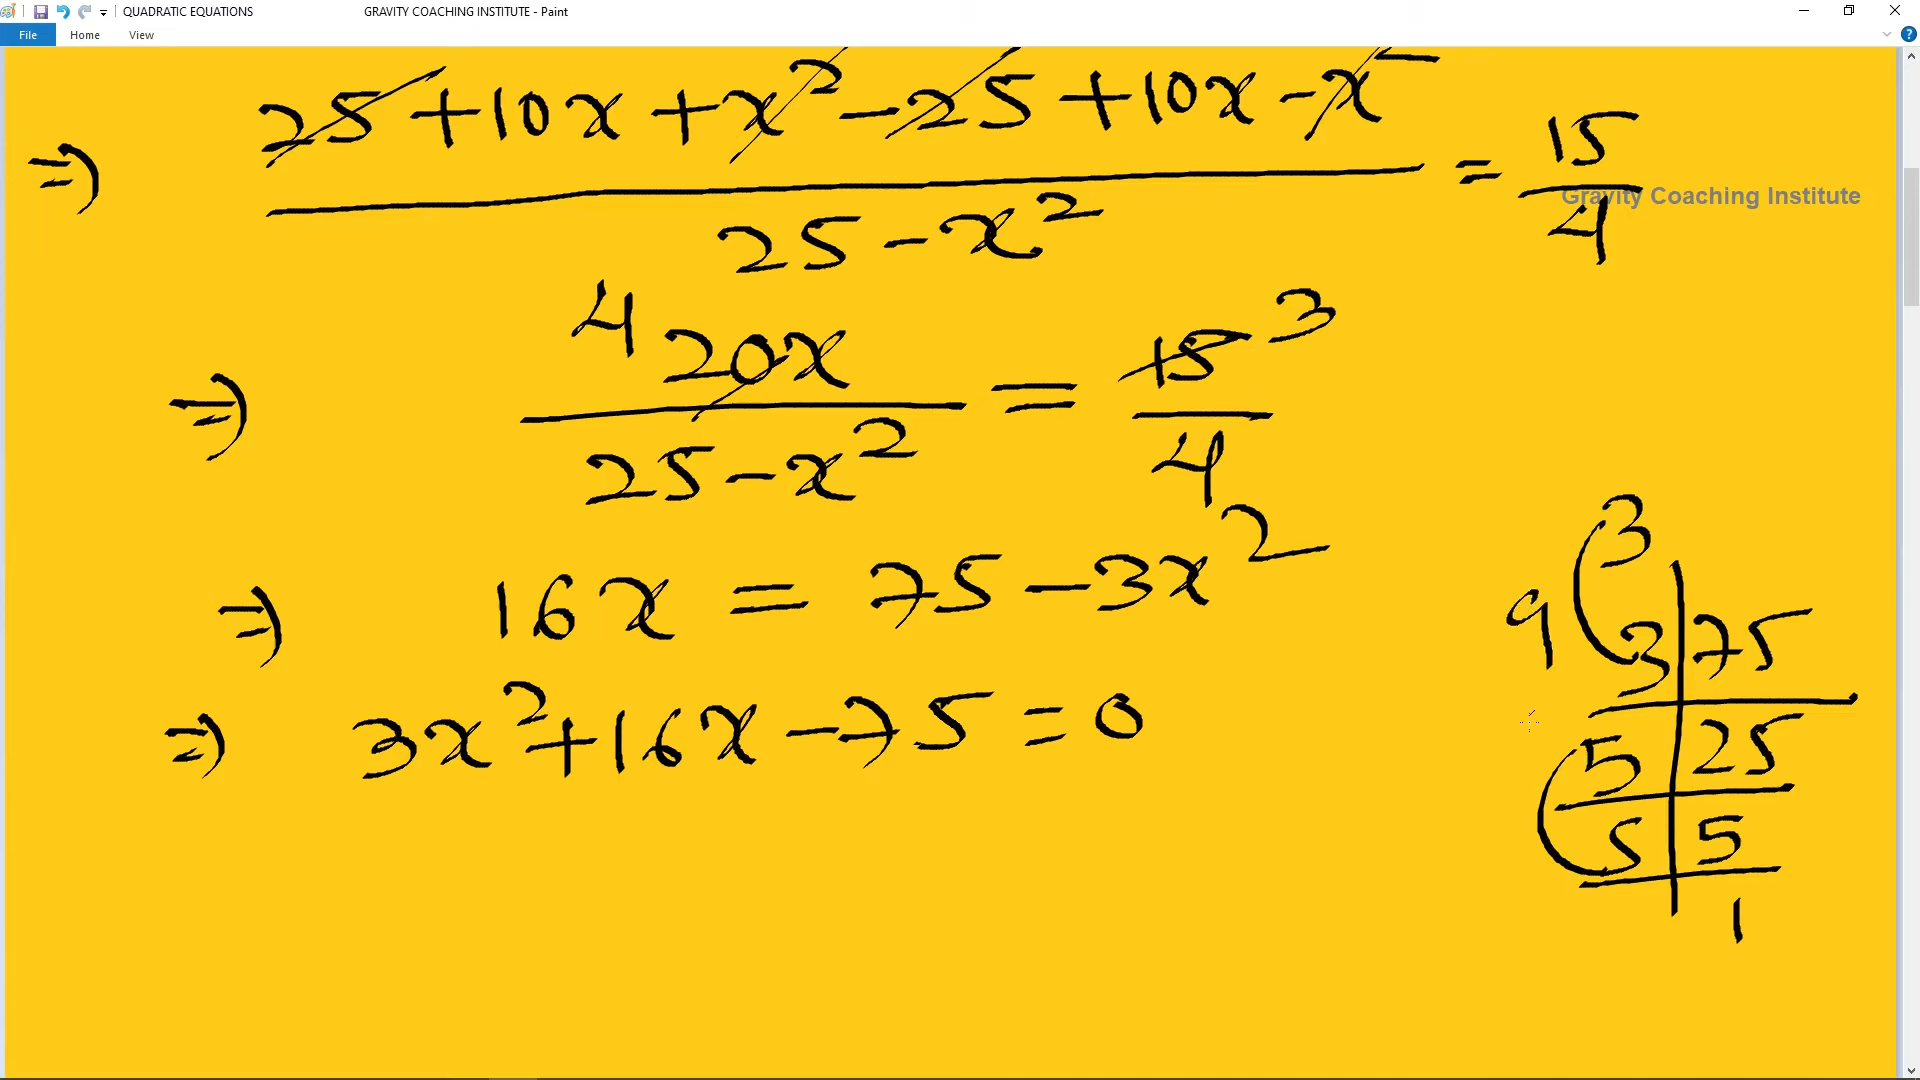 QUADRATIC EQUATIONS GRAVITY COACHING INSTITUTE - Paint
File Home View
⇒ (25+10x+x²-25+10x-x²)/(25-x²) = 15/4
Gravity Coaching Institute
4 3
⇒ 20x/(25-x²) = 15/4
⇒ 16x = 75-3x²
⇒ 3x²+16x-75=0
3
9 3 | 75
5 | 25
5 | 5
1